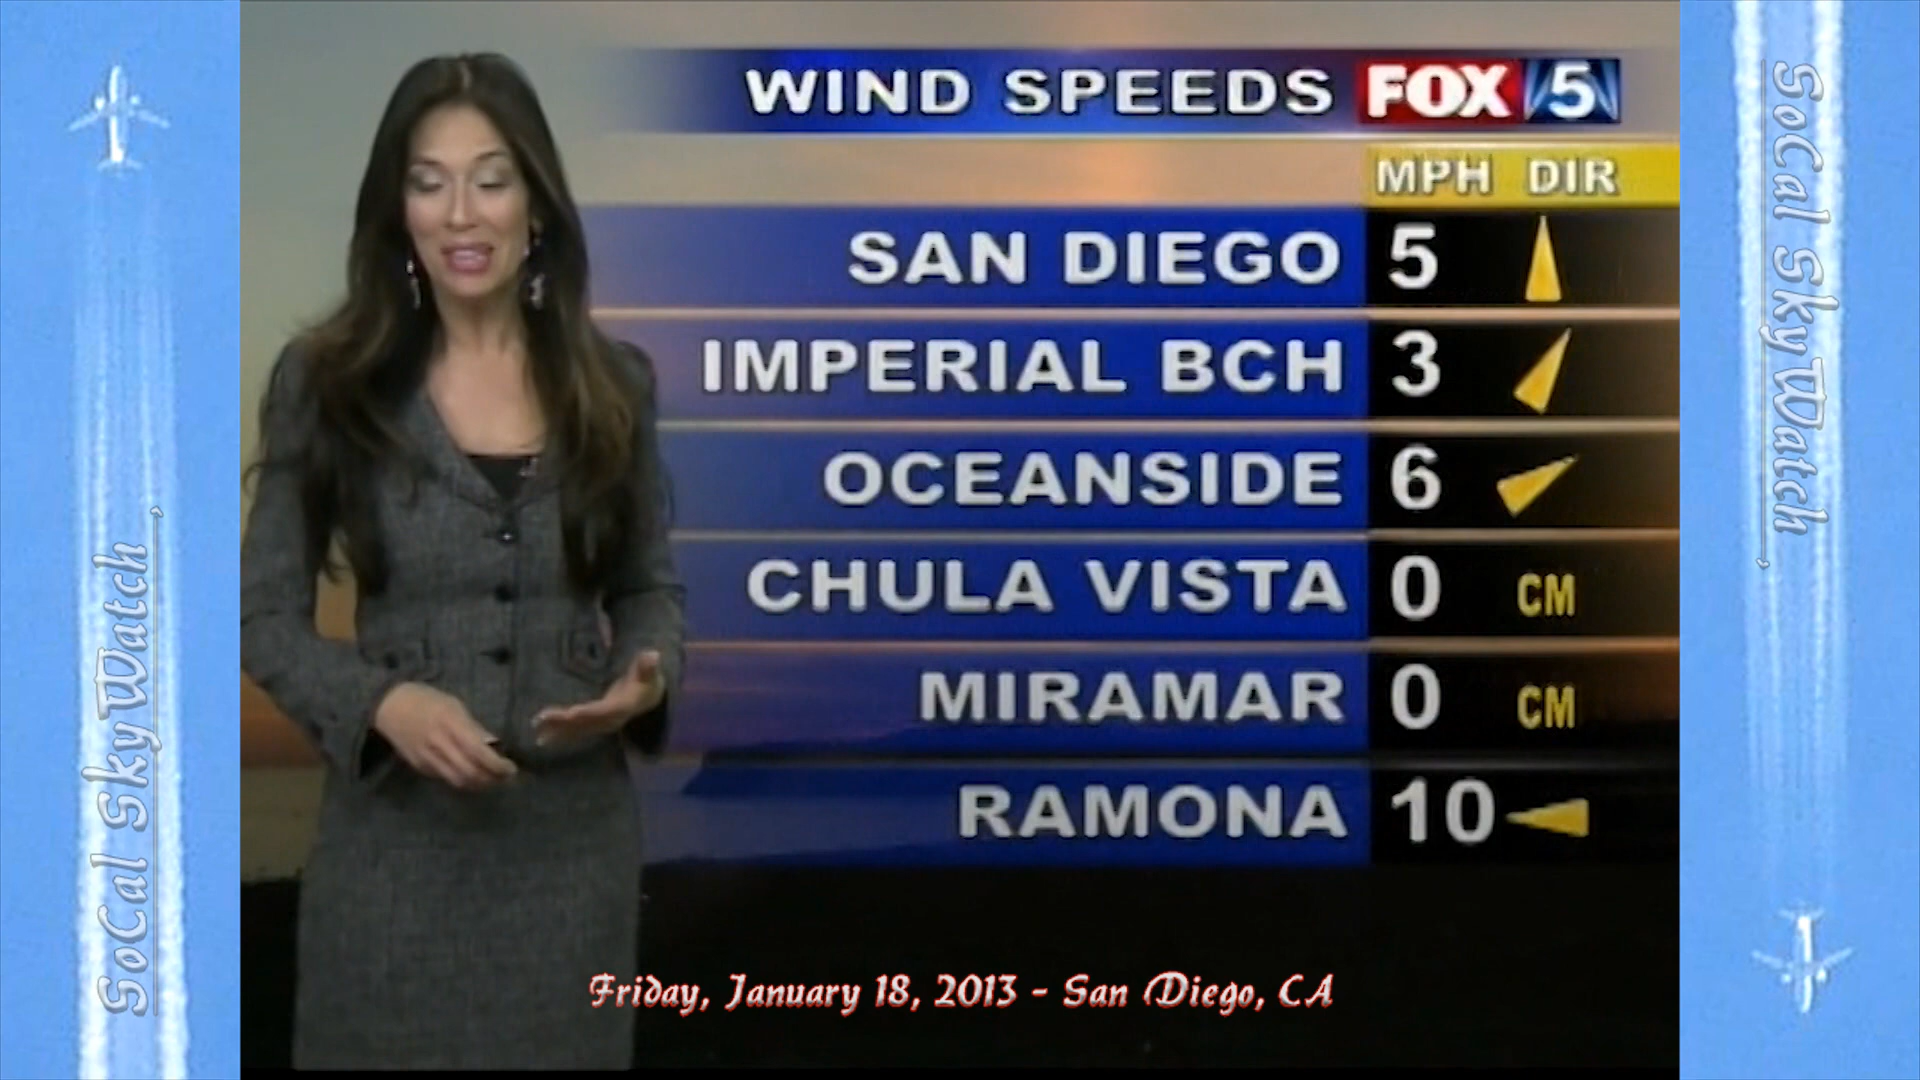 WIND SPEEDS FOX 5
MPH DIR
SAN DIEGO 5
IMPERIAL BCH 3
OCEANSIDE 6
CHULA VISTA 0 CM
MIRAMAR 0 CM
RAMONA 10
Friday, January 18, 2013 - San Diego, CA
SoCal SkyWatch
SoCal SkyWatch